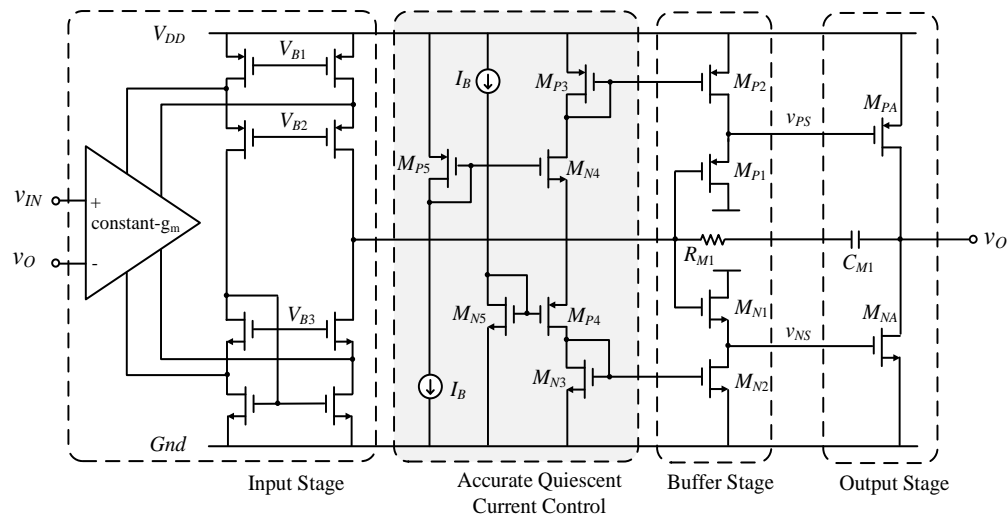 V_DD
V_B1
V_B2
v_IN
+
constant-g_m
v_O
-
V_B3
Gnd
Input Stage
I_B
M_P3
M_P5
M_N4
M_N5
M_P4
M_N3
I_B
Accurate Quiescent
Current Control
M_P2
v_PS
M_P1
R_M1
C_M1
M_N1
v_NS
M_N2
Buffer Stage
M_PA
v_O
M_NA
Output Stage